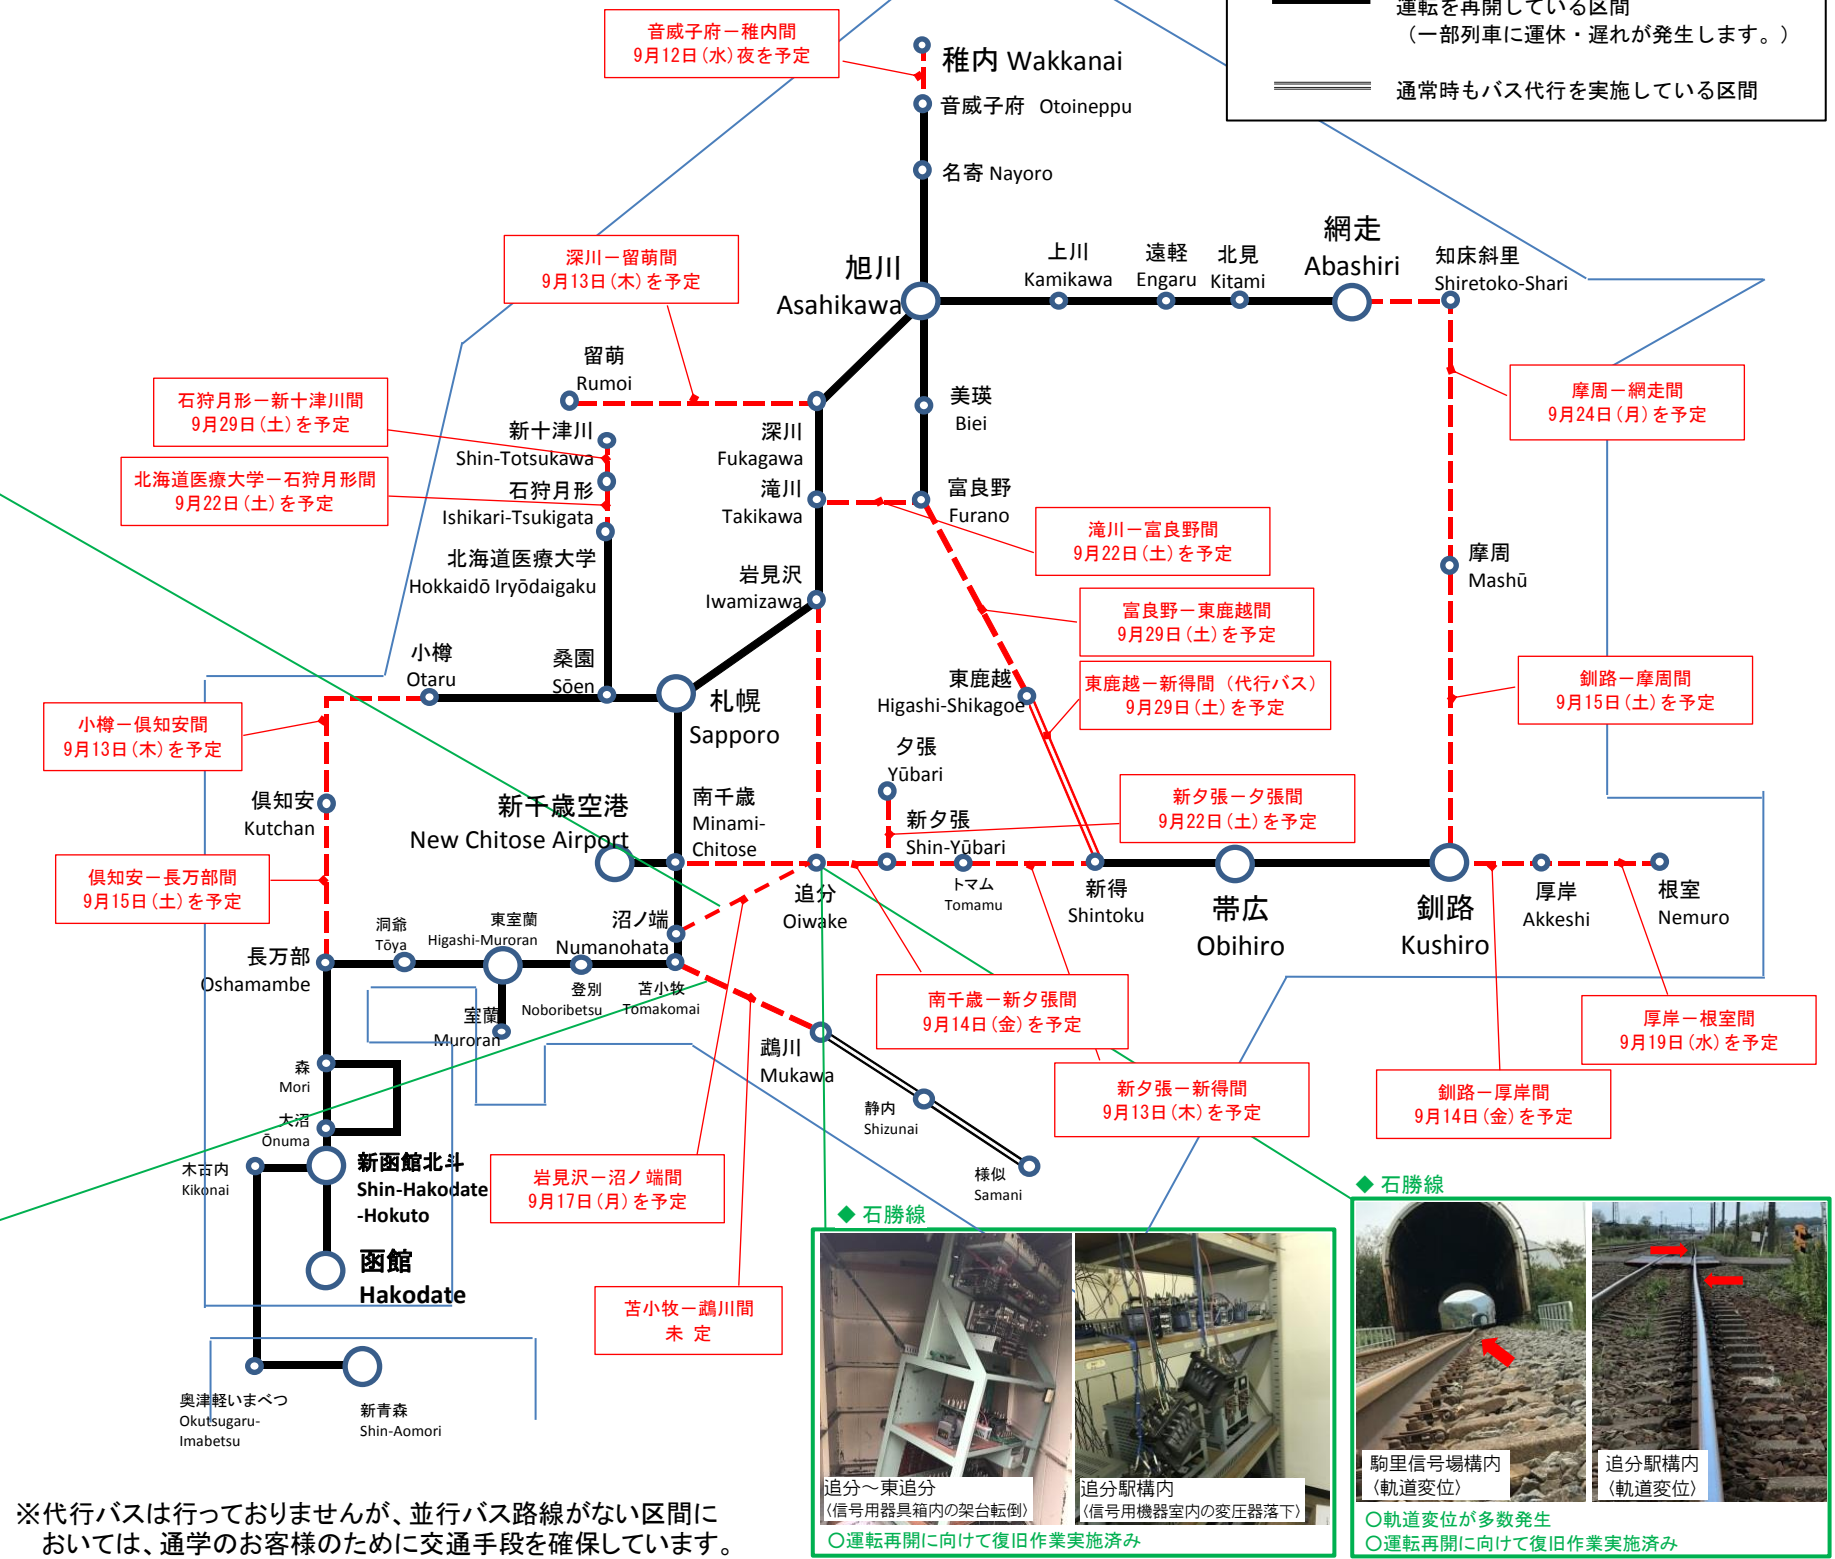 運転を再開している区間
（一部列車に運休・遅れが発生します。）
通常時もバス代行を実施している区間
音威子府－稚内間
9月12日(水)夜を予定
稚内 Wakkanai
音威子府 Otoineppu
名寄 Nayoro
深川－留萌間
9月13日(木)を予定
旭川
Asahikawa
上川
Kamikawa
遠軽
Engaru
北見
Kitami
網走
Abashiri
知床斜里
Shiretoko-Shari
留萌
Rumoi
石狩月形－新十津川間
9月29日(土)を予定
新十津川
Shin-Totsukawa
深川
Fukagawa
美瑛
Biei
摩周－網走間
9月24日(月)を予定
北海道医療大学－石狩月形間
9月22日(土)を予定
石狩月形
Ishikari-Tsukigata
滝川
Takikawa
富良野
Furano
滝川－富良野間
9月22日(土)を予定
北海道医療大学
Hokkaidō Iryōdaigaku
岩見沢
Iwamizawa
摩周
Mashū
富良野－東鹿越間
9月29日(土)を予定
小樽
Otaru
桑園
Sōen
札幌
Sapporo
東鹿越
Higashi-Shikagoe
東鹿越－新得間（代行バス）
9月29日(土)を予定
釧路－摩周間
9月15日(土)を予定
小樽－倶知安間
9月13日(木)を予定
夕張
Yūbari
倶知安
Kutchan
新千歳空港
New Chitose Airport
南千歳
Minami-
Chitose
新夕張
Shin-Yūbari
新夕張－夕張間
9月22日(土)を予定
倶知安－長万部間
9月15日(土)を予定
追分
Oiwake
トマム
Tomamu
新得
Shintoku
帯広
Obihiro
釧路
Kushiro
厚岸
Akkeshi
根室
Nemuro
長万部
Oshamambe
洞爺
Tōya
東室蘭
Higashi-Muroran
沼ノ端
Numanohata
登別
Noboribetsu
苫小牧
Tomakomai
室蘭
Muroran
南千歳－新夕張間
9月14日(金)を予定
厚岸－根室間
9月19日(水)を予定
鵡川
Mukawa
森
Mori
新夕張－新得間
9月13日(木)を予定
釧路－厚岸間
9月14日(金)を予定
静内
Shizunai
大沼
Ōnuma
木古内
Kikonai
新函館北斗
Shin-Hakodate
-Hokuto
岩見沢－沼ノ端間
9月17日(月)を予定
様似
Samani
函館
Hakodate
苫小牧－鵡川間
未 定
奥津軽いまべつ
Okutsugaru-
Imabetsu
新青森
Shin-Aomori
◆ 石勝線
追分～東追分
〈信号用器具箱内の架台転倒〉
追分駅構内
〈信号用機器室内の変圧器落下〉
○運転再開に向けて復旧作業実施済み
◆ 石勝線
駒里信号場構内
〈軌道変位〉
追分駅構内
〈軌道変位〉
○軌道変位が多数発生
○運転再開に向けて復旧作業実施済み
※代行バスは行っておりませんが、並行バス路線がない区間に
おいては、通学のお客様のために交通手段を確保しています。